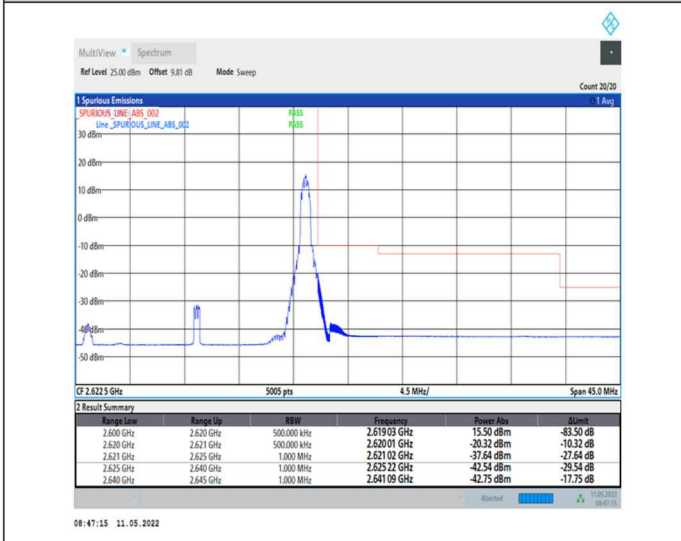 MultiView Spectrum
Ref Level 25.00 dBm Offset 9.81 dB Mode Sweep
Count 20/20
1 Spurious Emissions 1 Avg
SPURIOUS_LINE_ABS_002 PASS
Line _SPURIOUS_LINE_ABS_002 PASS
30 dBm
20 dBm
10 dBm
0 dBm
-10 dBm
-20 dBm
-30 dBm
-40 dBm
-50 dBm
CF 2.622 5 GHz 5005 pts 4.5 MHz/ Span 45.0 MHz
2 Result Summary
Range Low Range Up RBW Frequency Power Abs ΔLimit
2.600 GHz 2.620 GHz 500.000 kHz 2.619 03 GHz 15.50 dBm -83.50 dB
2.620 GHz 2.621 GHz 500.000 kHz 2.620 01 GHz -20.32 dBm -10.32 dB
2.621 GHz 2.625 GHz 1.000 MHz 2.621 02 GHz -37.64 dBm -27.64 dB
2.625 GHz 2.640 GHz 1.000 MHz 2.625 22 GHz -42.54 dBm -29.54 dB
2.640 GHz 2.645 GHz 1.000 MHz 2.641 09 GHz -42.75 dBm -17.75 dB
Aborted 11.05.2022
08:47:15
08:47:15 11.05.2022